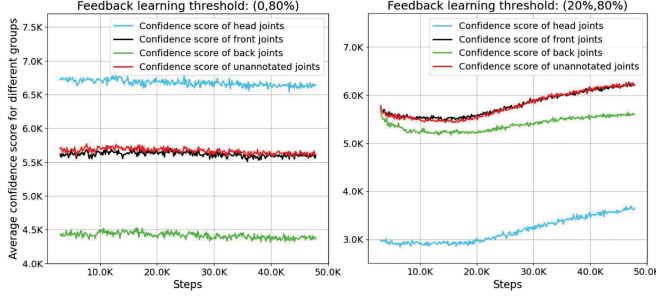 Feedback learning threshold: (0,80%)
Average confidence score for different groups
7.5K
7.0K
6.5K
6.0K
5.5K
5.0K
4.5K
4.0K
Confidence score of head joints
Confidence score of front joints
Confidence score of back joints
Confidence score of unannotated joints
10.0K 20.0K 30.0K 40.0K 50.0K
Steps
Feedback learning threshold: (20%,80%)
7.0K
6.0K
5.0K
4.0K
3.0K
Confidence score of head joints
Confidence score of front joints
Confidence score of back joints
Confidence score of unannotated joints
10.0K 20.0K 30.0K 40.0K 50.0K
Steps